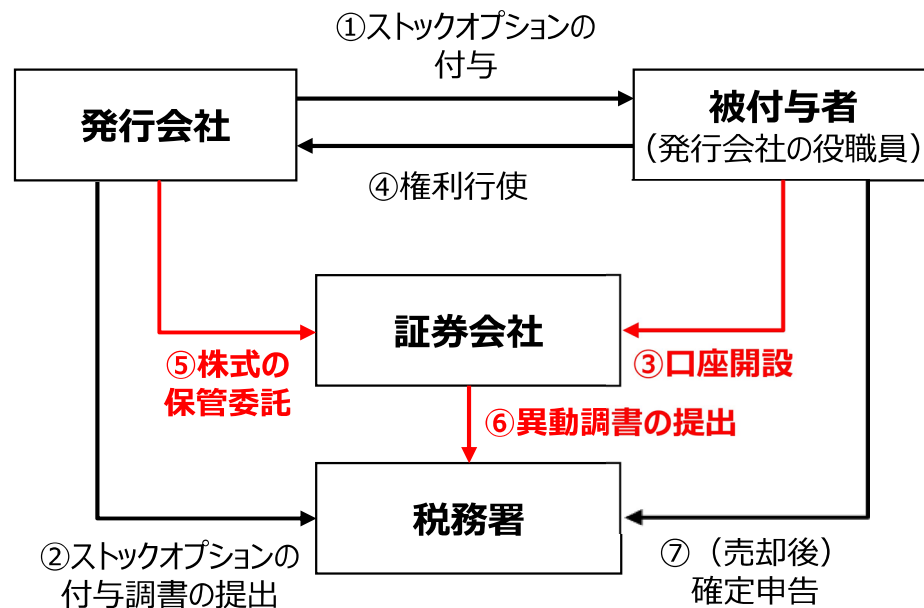 ①ストックオプションの
付与
発行会社
被付与者
（発行会社の役職員）
④権利行使
証券会社
⑤株式の
保管委託
③口座開設
⑥異動調書の提出
税務署
②ストックオプションの
付与調書の提出
⑦（売却後）
確定申告